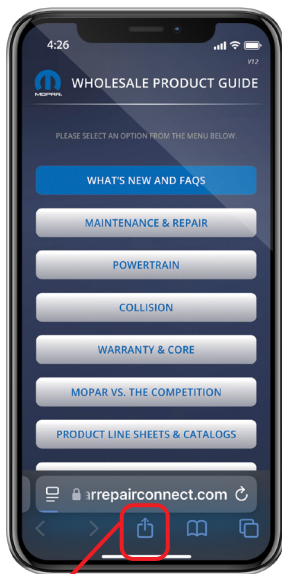 4:26
V12
MOPAR.
WHOLESALE PRODUCT GUIDE
PLEASE SELECT AN OPTION FROM THE MENU BELOW.
WHAT'S NEW AND FAQS
MAINTENANCE & REPAIR
POWERTRAIN
COLLISION
WARRANTY & CORE
MOPAR VS. THE COMPETITION
PRODUCT LINE SHEETS & CATALOGS
arrepairconnect.com